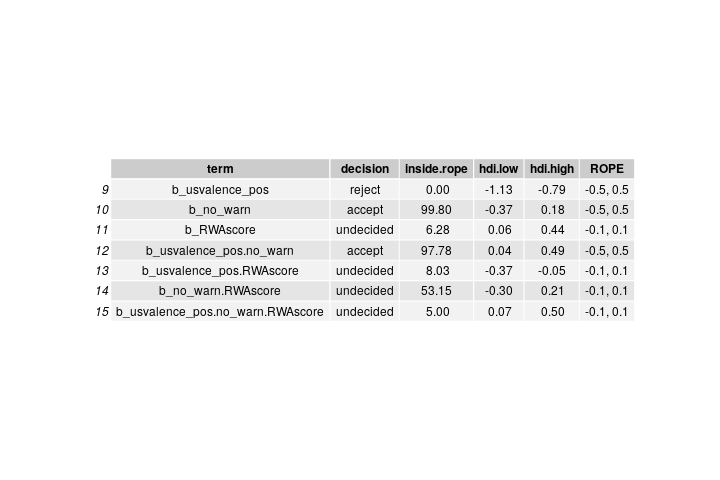 term decision inside.rope hdi.low hdi.high ROPE
9 b_usvalence_pos reject 0.00 -1.13 -0.79 -0.5, 0.5
10 b_no_warn accept 99.80 -0.37 0.18 -0.5, 0.5
11 b_RWAscore undecided 6.28 0.06 0.44 -0.1, 0.1
12 b_usvalence_pos.no_warn accept 97.78 0.04 0.49 -0.5, 0.5
13 b_usvalence_pos.RWAscore undecided 8.03 -0.37 -0.05 -0.1, 0.1
14 b_no_warn.RWAscore undecided 53.15 -0.30 0.21 -0.1, 0.1
15 b_usvalence_pos.no_warn.RWAscore undecided 5.00 0.07 0.50 -0.1, 0.1